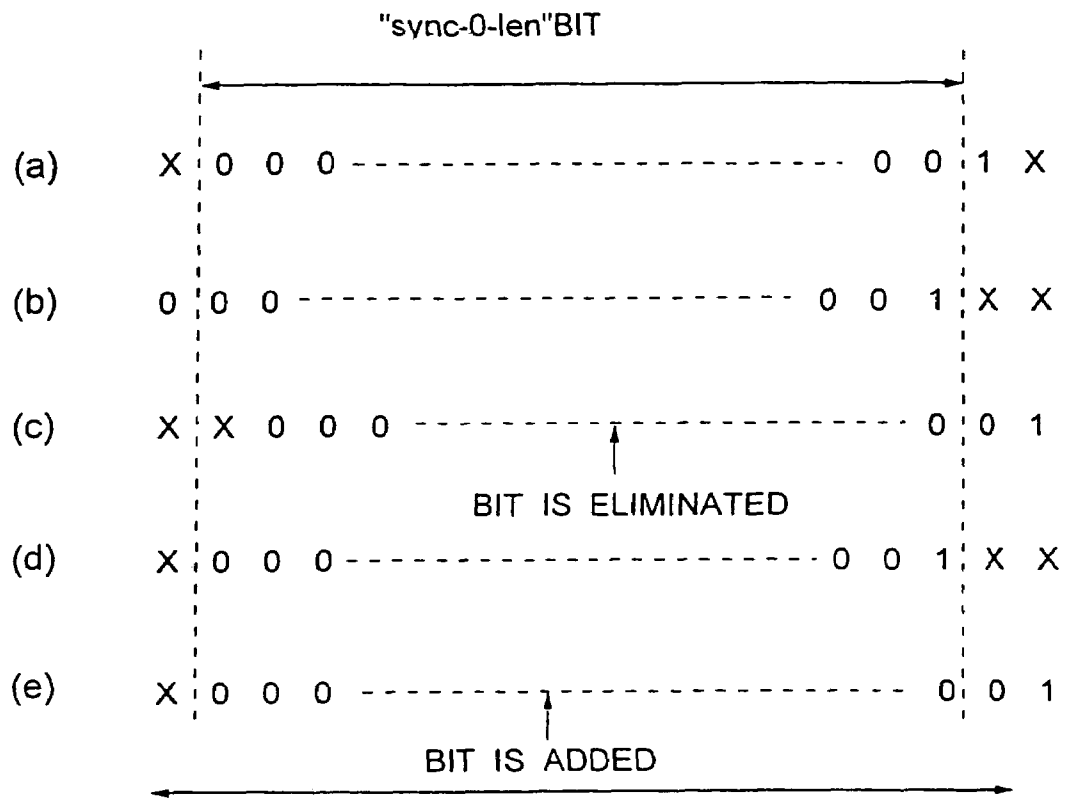 "sync-0-len"BIT
(a) X 0 0 0 0 0 1 X
(b) 0 0 0 0 0 1 X X
(c) X X 0 0 0 0 0 1
BIT IS ELIMINATED
(d) X 0 0 0 0 0 1 X X
(e) X 0 0 0 0 0 1
BIT IS ADDED